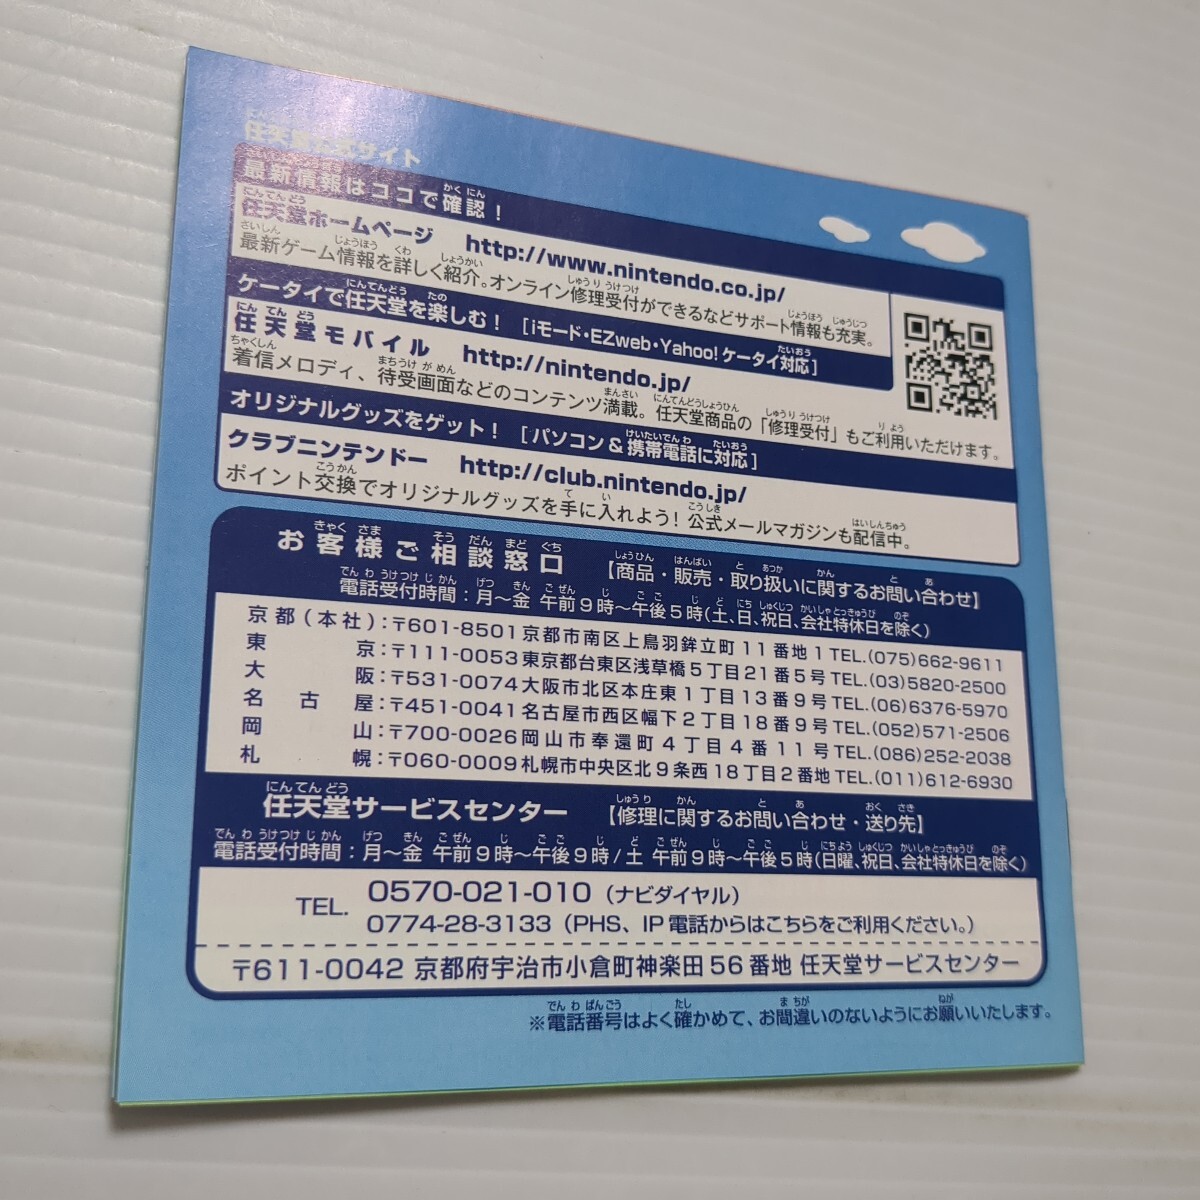 任天堂公式サイト
最新情報はココで確認！
任天堂ホームページ http://www.nintendo.co.jp/
最新ゲーム情報を詳しく紹介。オンライン修理受付ができるなどサポート情報も充実。
ケータイで任天堂を楽しむ！［iモード・EZweb・Yahoo!ケータイ対応］
任天堂モバイル http://nintendo.jp/
着信メロディ、待受画面などのコンテンツ満載。任天堂商品の「修理受付」もご利用いただけます。
オリジナルグッズをゲット！［パソコン＆携帯電話に対応］
クラブニンテンドー http://club.nintendo.jp/
ポイント交換でオリジナルグッズを手に入れよう！公式メールマガジンも配信中。
お客様ご相談窓口 【商品・販売・取り扱いに関するお問い合わせ】
電話受付時間：月〜金 午前9時〜午後5時(土、日、祝日、会社特休日を除く)
京都(本社)：〒601-8501 京都市南区上鳥羽鉾立町11番地1 TEL.(075)662-9611
東京：〒111-0053 東京都台東区浅草橋5丁目21番5号 TEL.(03)5820-2500
大阪：〒531-0074 大阪市北区本庄東1丁目13番9号 TEL.(06)6376-5970
名古屋：〒451-0041 名古屋市西区幅下2丁目18番9号 TEL.(052)571-2506
岡山：〒700-0026 岡山市奉還町4丁目4番11号 TEL.(086)252-2038
札幌：〒060-0009 札幌市中央区北9条西18丁目2番地 TEL.(011)612-6930
任天堂サービスセンター 【修理に関するお問い合わせ・送り先】
電話受付時間：月〜金 午前9時〜午後9時/土 午前9時〜午後5時(日曜、祝日、会社特休日を除く)
TEL. 0570-021-010 (ナビダイヤル)
0774-28-3133 (PHS、IP電話からはこちらをご利用ください。)
〒611-0042 京都府宇治市小倉町神楽田56番地 任天堂サービスセンター
※電話番号はよく確かめて、お間違いのないようにお願いいたします。